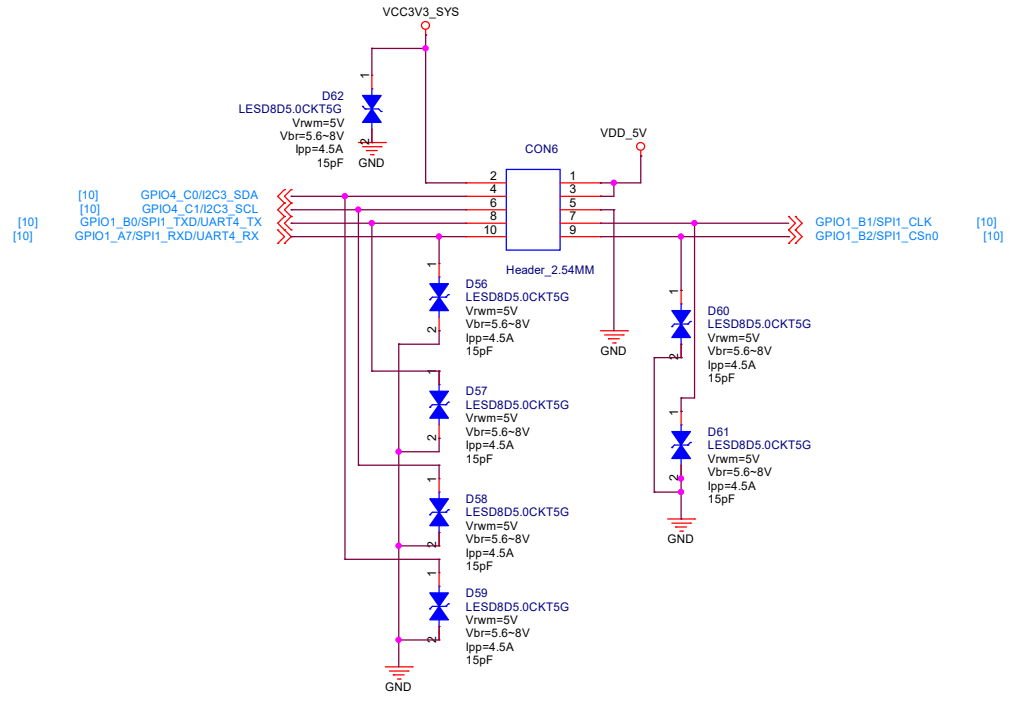 VCC3V3_SYS
1
D62
LESD8D5.0CKT5G
Vrwm=5V
Vbr=5.6~8V
Ipp=4.5A
15pF
2
GND
VDD_5V
CON6
2 1
4 3
6 5
8 7
10 9
Header_2.54MM
[10] GPIO4_C0/I2C3_SDA
[10] GPIO4_C1/I2C3_SCL
[10] GPIO1_B0/SPI1_TXD/UART4_TX
[10] GPIO1_A7/SPI1_RXD/UART4_RX
GPIO1_B1/SPI1_CLK [10]
GPIO1_B2/SPI1_CSn0 [10]
1
D56
LESD8D5.0CKT5G
Vrwm=5V
Vbr=5.6~8V
Ipp=4.5A
15pF
2
GND
1
D60
LESD8D5.0CKT5G
Vrwm=5V
Vbr=5.6~8V
Ipp=4.5A
15pF
2
1
D57
LESD8D5.0CKT5G
Vrwm=5V
Vbr=5.6~8V
Ipp=4.5A
15pF
2
1
D61
LESD8D5.0CKT5G
Vrwm=5V
Vbr=5.6~8V
Ipp=4.5A
15pF
2
GND
1
D58
LESD8D5.0CKT5G
Vrwm=5V
Vbr=5.6~8V
Ipp=4.5A
15pF
2
1
D59
LESD8D5.0CKT5G
Vrwm=5V
Vbr=5.6~8V
Ipp=4.5A
15pF
2
GND